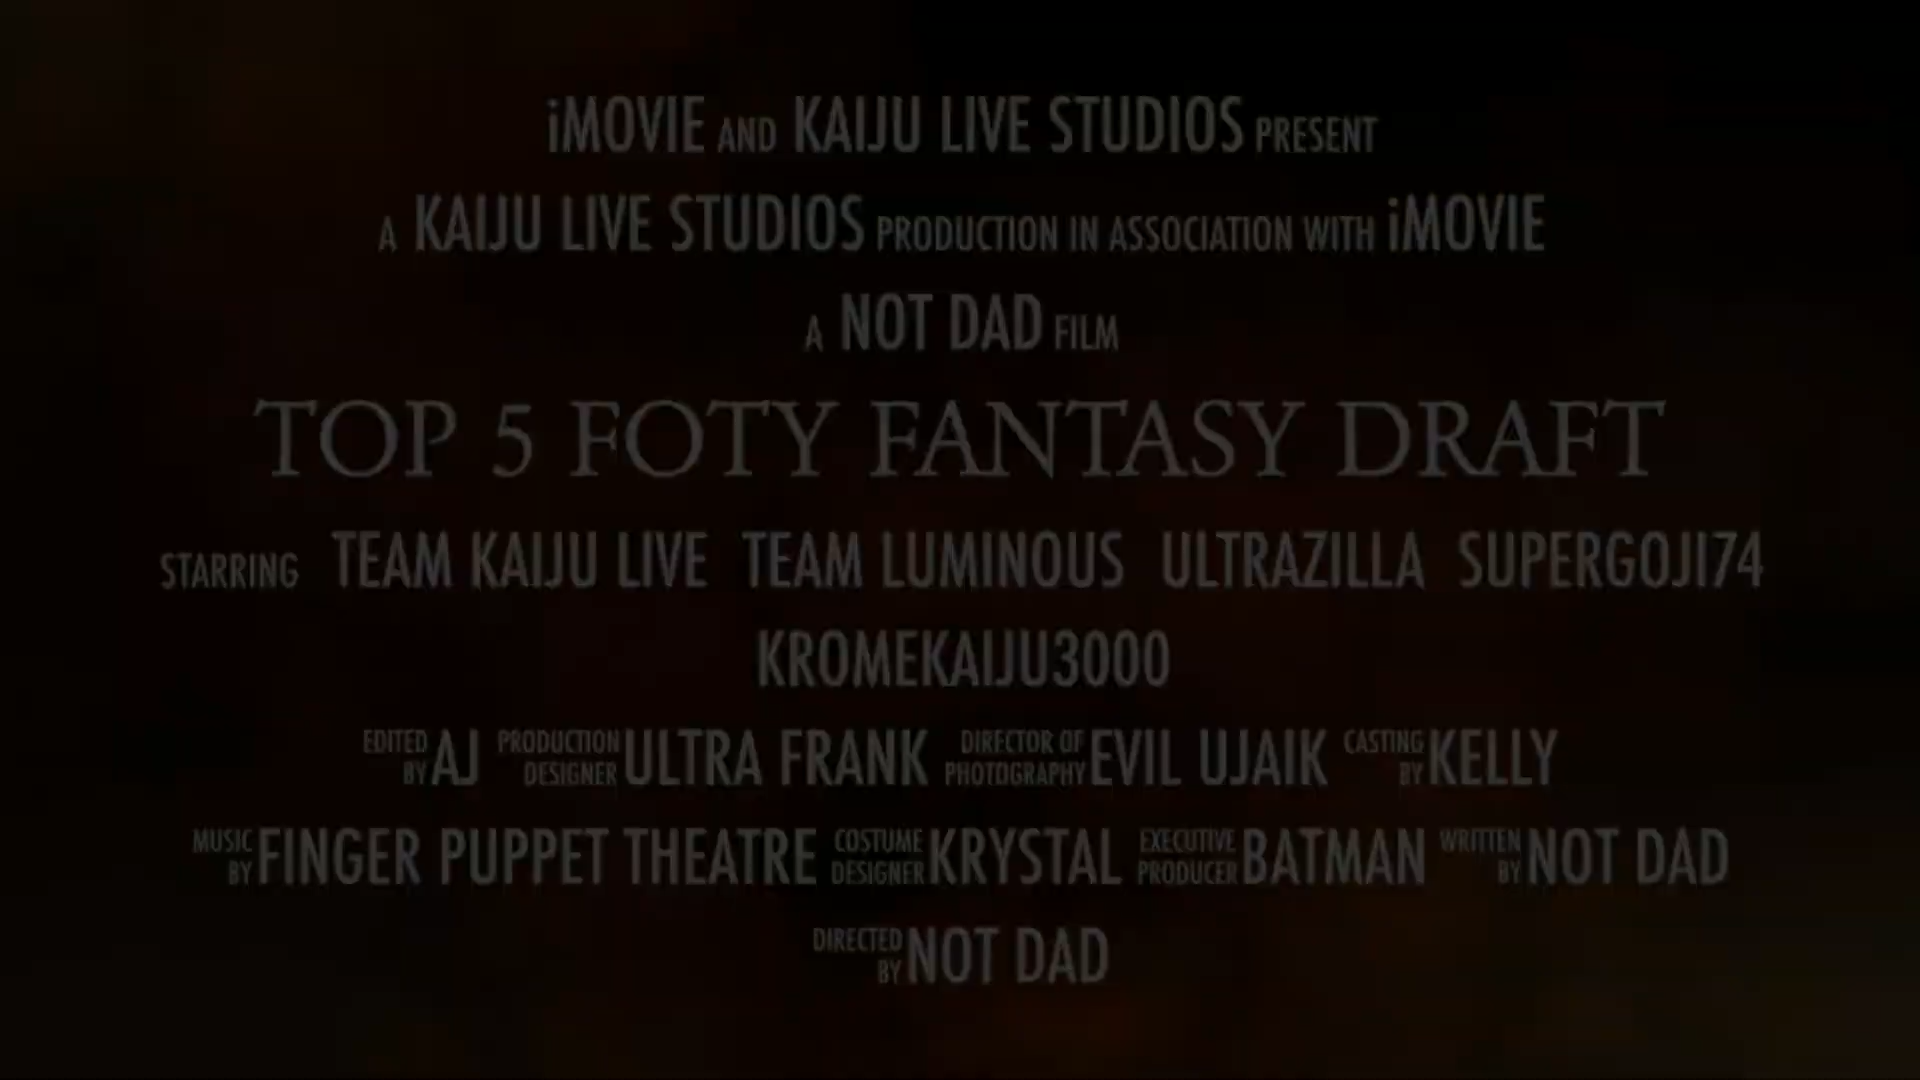 iMOVIE AND KAIJU LIVE STUDIOS PRESENT
A KAIJU LIVE STUDIOS PRODUCTION IN ASSOCIATION WITH iMOVIE
A NOT DAD FILM
TOP 5 FOTY FANTASY DRAFT
STARRING TEAM KAIJU LIVE TEAM LUMINOUS ULTRAZILLA SUPERGOJI74
KROMEKAIJU3000
EDITED BY AJ PRODUCTION DESIGNER ULTRA FRANK DIRECTOR OF PHOTOGRAPHY EVIL UJAIK CASTING BY KELLY
MUSIC BY FINGER PUPPET THEATRE COSTUME DESIGNER KRYSTAL EXECUTIVE PRODUCER BATMAN WRITTEN BY NOT DAD
DIRECTED BY NOT DAD